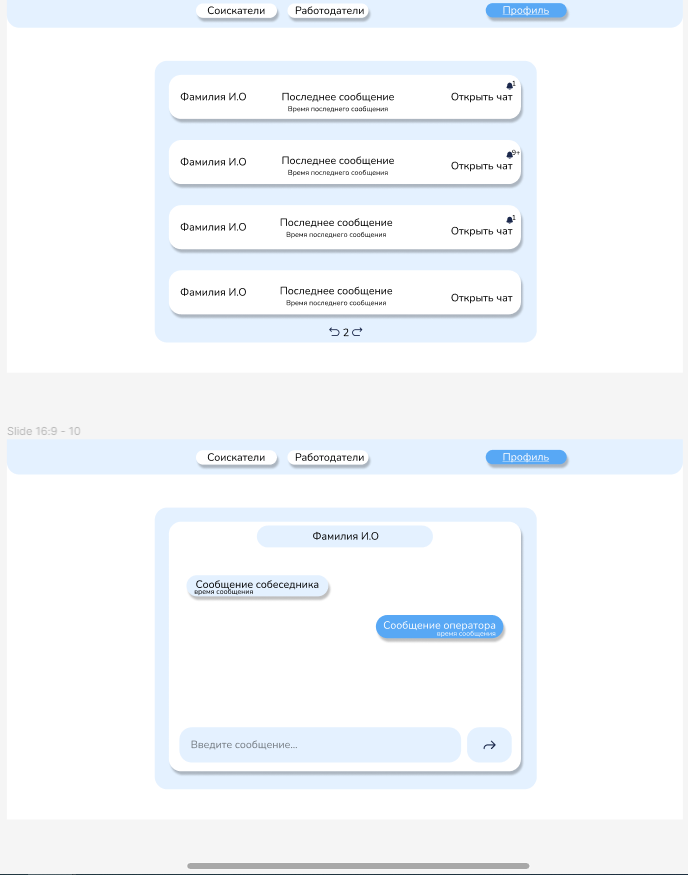 Соискатели Работодатели Профиль
1
Фамилия И.О Последнее сообщение Открыть чат
Время последнего сообщения
9+
Фамилия И.О Последнее сообщение Открыть чат
Время последнего сообщения
1
Фамилия И.О Последнее сообщение Открыть чат
Время последнего сообщения
Фамилия И.О Последнее сообщение Открыть чат
Время последнего сообщения
2
Slide 16:9 - 10
Соискатели Работодатели Профиль
Фамилия И.О
Сообщение собеседника
время сообщения
Сообщение оператора
время сообщения
Введите сообщение...